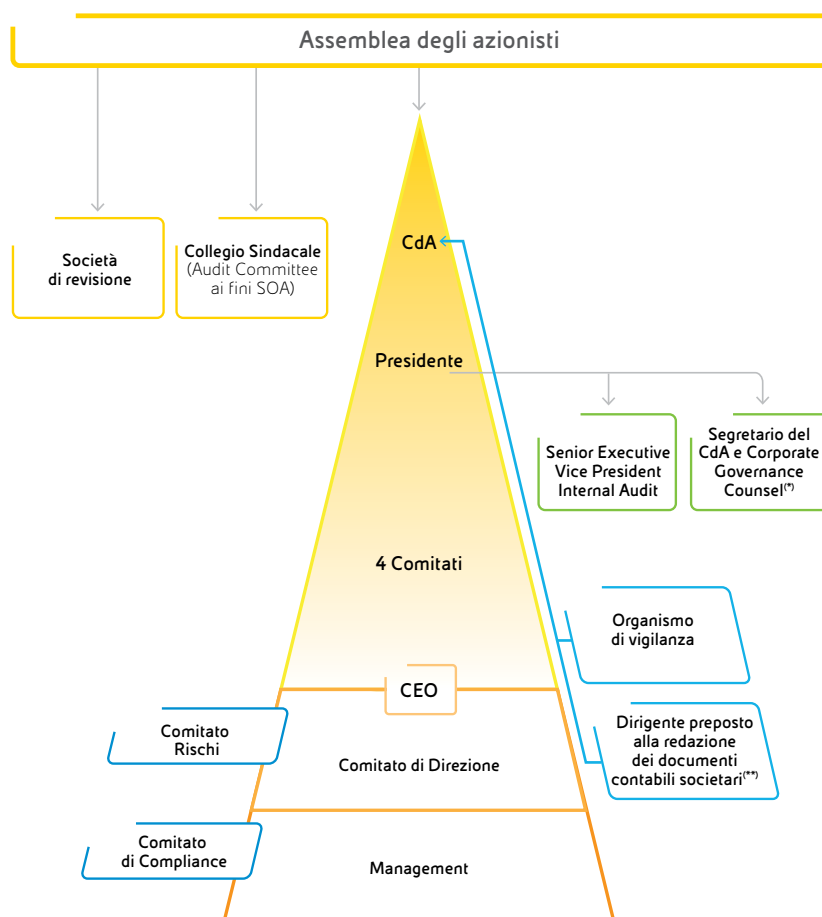 Assemblea degli azionisti
Società
di revisione
Collegio Sindacale
(Audit Committee
ai fini SOA)
CdA
Presidente
Senior Executive
Vice President
Internal Audit
Segretario del
CdA e Corporate
Governance
Counsel(*)
4 Comitati
Organismo
di vigilanza
CEO
Comitato
Rischi
Comitato di Direzione
Dirigente preposto
alla redazione
dei documenti
contabili societari(**)
Comitato
di Compliance
Management